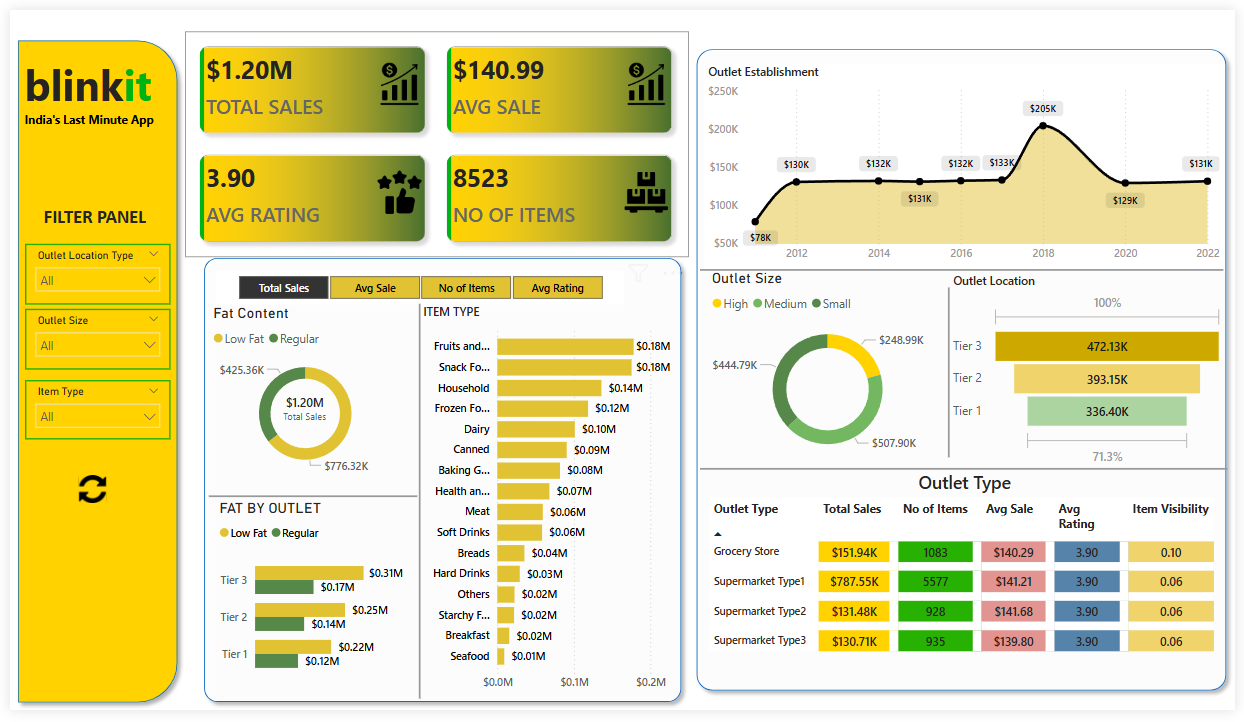 blinkit
India's Last Minute App
FILTER PANEL
Outlet Location Type
All
Outlet Size
All
Item Type
All
$1.20M
TOTAL SALES
$140.99
AVG SALE
3.90
AVG RATING
8523
NO OF ITEMS
Total Sales Avg Sale No of Items Avg Rating
Fat Content
Low Fat Regular
$425.36K
$1.20M
Total Sales
$776.32K
FAT BY OUTLET
Low Fat Regular
Tier 3 $0.31M
$0.17M
Tier 2 $0.25M
$0.14M
Tier 1 $0.22M
$0.12M
ITEM TYPE
Fruits and... $0.18M
Snack Fo... $0.18M
Household $0.14M
Frozen Fo... $0.12M
Dairy $0.10M
Canned $0.09M
Baking G... $0.08M
Health an... $0.07M
Meat $0.06M
Soft Drinks $0.06M
Breads $0.04M
Hard Drinks $0.03M
Others $0.02M
Starchy F... $0.02M
Breakfast $0.02M
Seafood $0.01M
$0.0M $0.1M $0.2M
Outlet Establishment
$250K
$200K
$150K
$100K
$50K
$78K $130K $132K $131K $132K $133K $205K $129K $131K
2012 2014 2016 2018 2020 2022
Outlet Size
High Medium Small
$248.99K
$444.79K
$507.90K
Outlet Location
100%
Tier 3 472.13K
Tier 2 393.15K
Tier 1 336.40K
71.3%
Outlet Type
Outlet Type Total Sales No of Items Avg Sale Avg Rating Item Visibility
Grocery Store $151.94K 1083 $140.29 3.90 0.10
Supermarket Type1 $787.55K 5577 $141.21 3.90 0.06
Supermarket Type2 $131.48K 928 $141.68 3.90 0.06
Supermarket Type3 $130.71K 935 $139.80 3.90 0.06